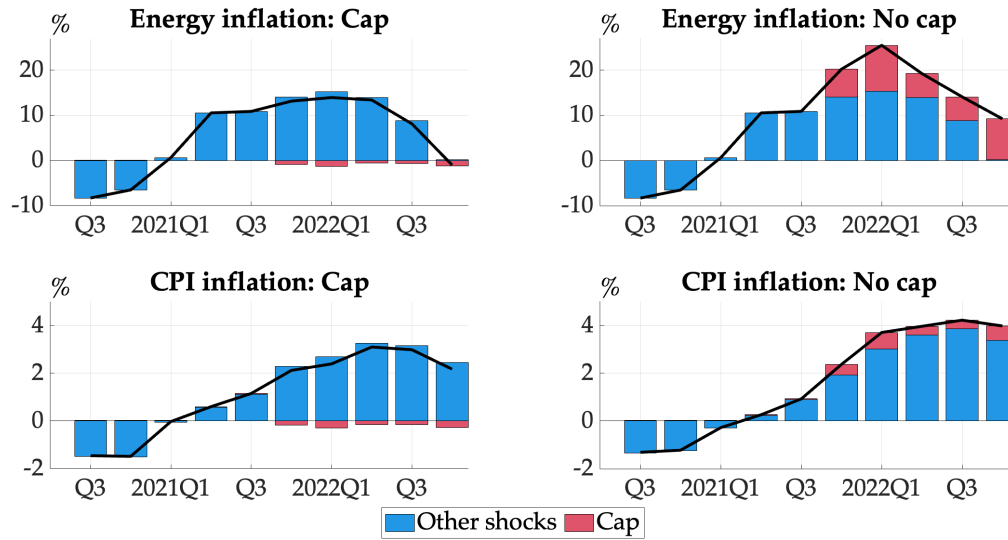 Energy inflation: Cap
%
20
10
0
-10
Q3
2021Q1
Q3
2022Q1
Q3
Energy inflation: No cap
%
20
10
0
-10
Q3
2021Q1
Q3
2022Q1
Q3
CPI inflation: Cap
%
4
2
0
-2
Q3
2021Q1
Q3
2022Q1
Q3
CPI inflation: No cap
%
4
2
0
-2
Q3
2021Q1
Q3
2022Q1
Q3
Other shocks
Cap